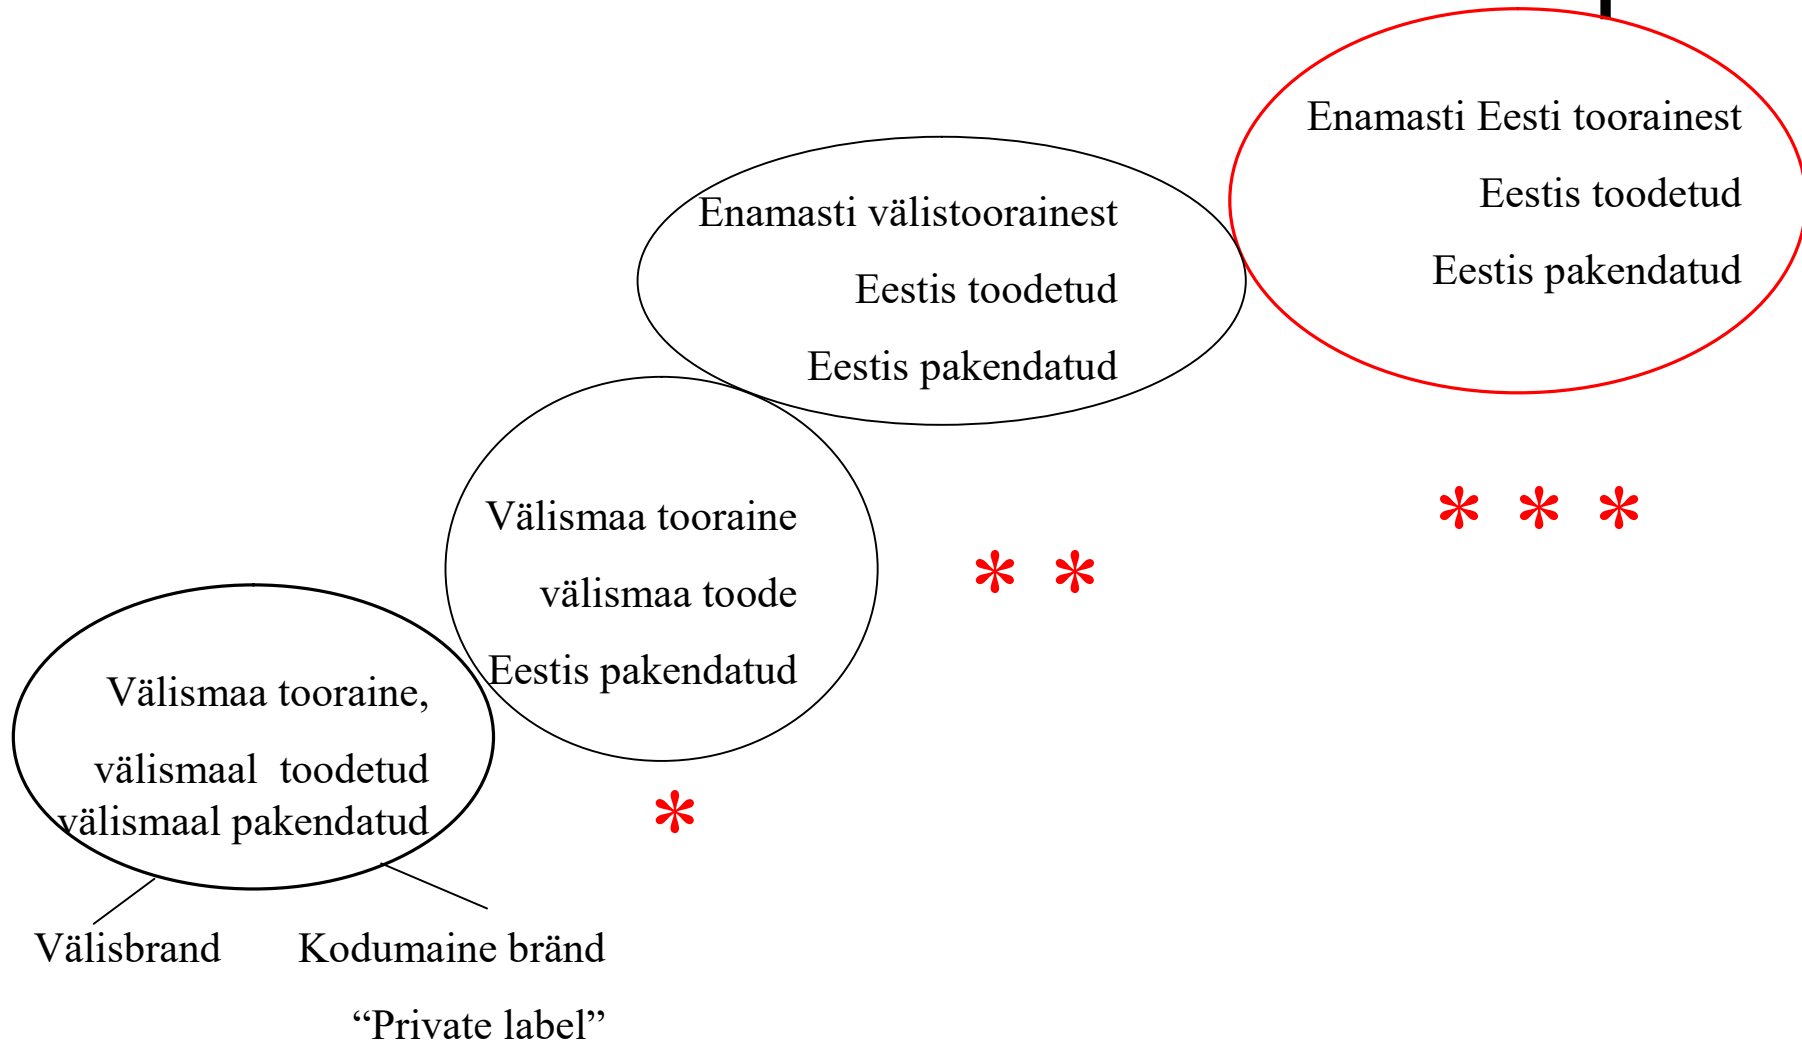 Enamasti Eesti toorainest
Eestis toodetud
Eestis pakendatud
Enamasti välistoorainest
Eestis toodetud
Eestis pakendatud
* * *
Välismaa tooraine
välismaa toode
Eestis pakendatud
* *
Välismaa tooraine,
välismaal toodetud
välismaal pakendatud
*
Välisbrand
Kodumaine bränd
“Private label”